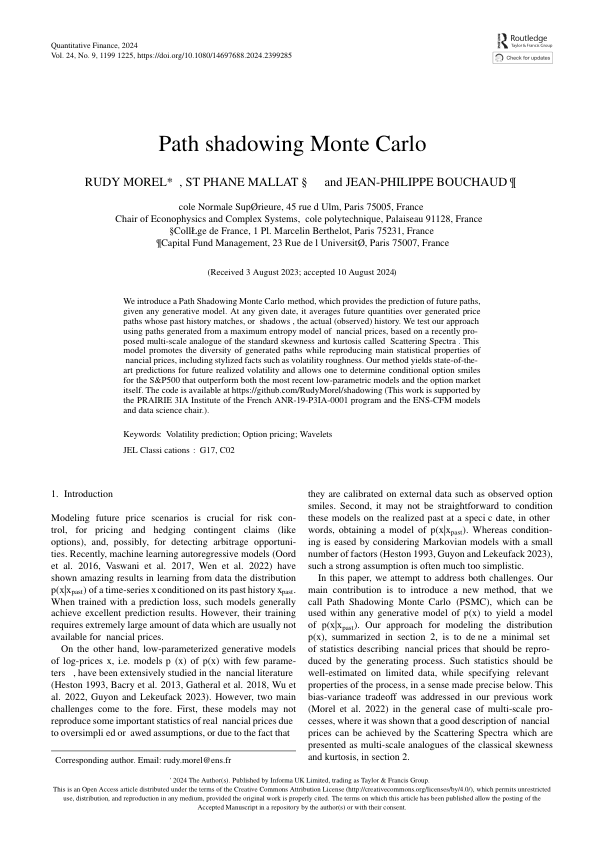 Quantitative Finance, 2024
Vol. 24, No. 9, 1199 1225, https://doi.org/10.1080/14697688.2024.2399285
Routledge
Taylor & Francis Group
Check for updates
Path shadowing Monte Carlo
RUDY MOREL* , ST PHANE MALLAT § and JEAN-PHILIPPE BOUCHAUD ¶
cole Normale SupØrieure, 45 rue d Ulm, Paris 75005, France
Chair of Econophysics and Complex Systems, cole polytechnique, Palaiseau 91128, France
§CollŁge de France, 1 Pl. Marcelin Berthelot, Paris 75231, France
¶Capital Fund Management, 23 Rue de l UniversitØ, Paris 75007, France
(Received 3 August 2023; accepted 10 August 2024)
We introduce a Path Shadowing Monte Carlo method, which provides the prediction of future paths,
given any generative model. At any given date, it averages future quantities over generated price
paths whose past history matches, or shadows , the actual (observed) history. We test our approach
using paths generated from a maximum entropy model of nancial prices, based on a recently pro-
posed multi-scale analogue of the standard skewness and kurtosis called Scattering Spectra . This
model promotes the diversity of generated paths while reproducing main statistical properties of
nancial prices, including stylized facts such as volatility roughness. Our method yields state-of-the-
art predictions for future realized volatility and allows one to determine conditional option smiles
for the S&P500 that outperform both the most recent low-parametric models and the option market
itself. The code is available at https://github.com/RudyMorel/shadowing (This work is supported by
the PRAIRIE 3IA Institute of the French ANR-19-P3IA-0001 program and the ENS-CFM models
and data science chair.).
Keywords: Volatility prediction; Option pricing; Wavelets
JEL Classi cations : G17, C02
1. Introduction
Modeling future price scenarios is crucial for risk con-
trol, for pricing and hedging contingent claims (like
options), and, possibly, for detecting arbitrage opportuni-
ties. Recently, machine learning autoregressive models (Oord
et al. 2016, Vaswani et al. 2017, Wen et al. 2022) have
shown amazing results in learning from data the distribution
p(x|xpast) of a time-series x conditioned on its past history xpast.
When trained with a prediction loss, such models generally
achieve excellent prediction results. However, their training
requires extremely large amount of data which are usually not
available for nancial prices.
On the other hand, low-parameterized generative models
of log-prices x, i.e. models p (x) of p(x) with few parame-
ters , have been extensively studied in the nancial literature
(Heston 1993, Bacry et al. 2013, Gatheral et al. 2018, Wu et
al. 2022, Guyon and Lekeufack 2023). However, two main
challenges come to the fore. First, these models may not
reproduce some important statistics of real nancial prices due
to oversimpli ed or awed assumptions, or due to the fact that
Corresponding author. Email: rudy.morel@ens.fr
they are calibrated on external data such as observed option
smiles. Second, it may not be straightforward to condition
these models on the realized past at a speci c date, in other
words, obtaining a model of p(x|xpast). Whereas condition-
ing is eased by considering Markovian models with a small
number of factors (Heston 1993, Guyon and Lekeufack 2023),
such a strong assumption is often much too simplistic.
In this paper, we attempt to address both challenges. Our
main contribution is to introduce a new method, that we
call Path Shadowing Monte Carlo (PSMC), which can be
used within any generative model of p(x) to yield a model
of p(x|xpast). Our approach for modeling the distribution
p(x), summarized in section 2, is to de ne a minimal set
of statistics describing nancial prices that should be repro-
duced by the generating process. Such statistics should be
well-estimated on limited data, while specifying relevant
properties of the process, in a sense made precise below. This
bias-variance tradeoff was addressed in our previous work
(Morel et al. 2022) in the general case of multi-scale pro-
cesses, where it was shown that a good description of nancial
prices can be achieved by the Scattering Spectra which are
presented as multi-scale analogues of the classical skewness
and kurtosis, in section 2.
' 2024 The Author(s). Published by Informa UK Limited, trading as Taylor & Francis Group.
This is an Open Access article distributed under the terms of the Creative Commons Attribution License (http://creativecommons.org/licenses/by/4.0/), which permits unrestricted
use, distribution, and reproduction in any medium, provided the original work is properly cited. The terms on which this article has been published allow the posting of the
Accepted Manuscript in a repository by the author(s) or with their consent.